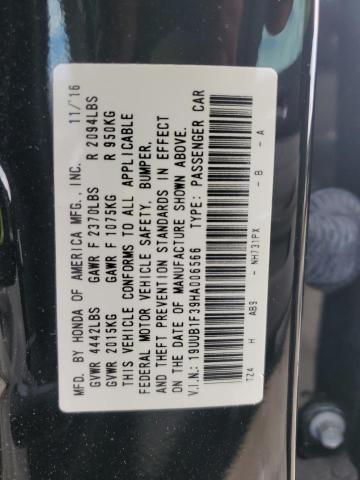 MFD. BY HONDA OF AMERICA MFG., INC. 11/'16
GVWR 4442LBS GAWR F 2370LBS R 2094LBS
GVWR 2015KG GAWR F 1075KG R 950KG
THIS VEHICLE CONFORMS TO ALL APPLICABLE
FEDERAL MOTOR VEHICLE SAFETY, BUMPER,
AND THEFT PREVENTION STANDARDS IN EFFECT
ON THE DATE OF MANUFACTURE SHOWN ABOVE.
V.I.N.: 19UUB1F39HA006566 TYPE: PASSENGER CAR
TZ4 H AB9 - NH731PX - B - A